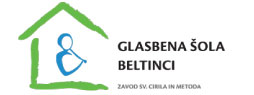 GLASBENA ŠOLA
BELTINCI
ZAVOD SV. CIRILA IN METODA